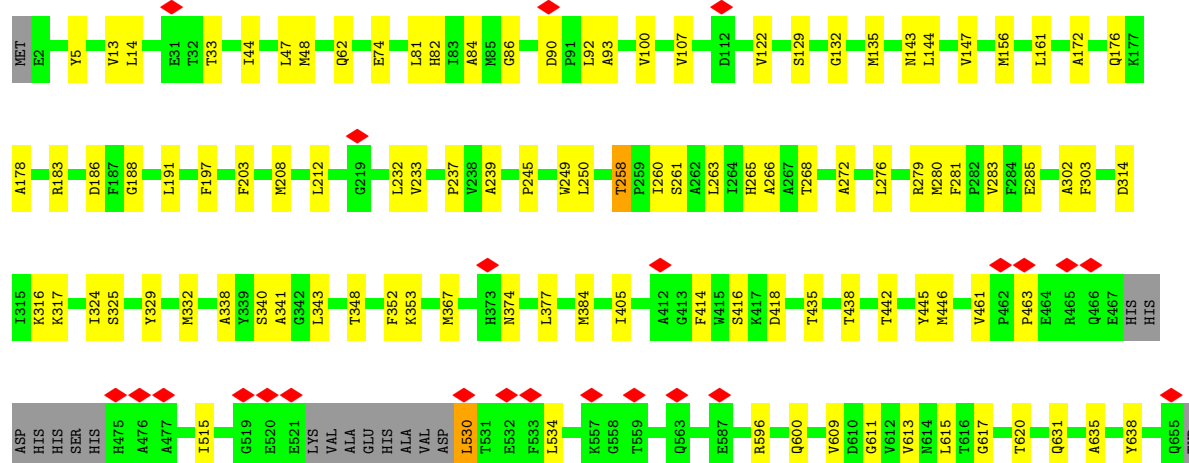 MET E2 Y5 V13 L14 E31 T32 T33 I44 L47 M48 Q62 E74 L81 H82 I83 A84 M85 G86 D90 P91 L92 A93 V100 V107 D112 V122 S129 G132 M135 N143 L144 V147 M156 L161 A172 Q176 K177
A178 R183 D186 F187 G188 L191 F197 F203 M208 L212 G219 L232 V233 P237 V238 A239 P245 W249 L250 T258 P259 I260 S261 A262 L263 I264 H265 A266 A267 T268 A272 L276 R279 M280 F281 P282 V283 F284 E285 A302 F303 D314
I315 K316 K317 I324 S325 Y329 M332 A338 Y339 S340 A341 G342 L343 T348 F352 K353 M367 H373 N374 L377 M384 I405 A412 G413 F414 W415 S416 K417 D418 T435 T438 T442 Y445 M446 V461 P462 P463 E464 R465 Q466 E467 HIS HIS
ASP HIS HIS SER HIS H475 A476 A477 I515 G519 E520 E521 LYS VAL ALA GLU HIS ALA VAL ASP L530 T531 E532 F533 L534 K557 G558 T559 Q563 E587 R596 Q600 V609 D610 G611 V612 V613 N614 L615 T616 G617 T620 Q631 A635 Y638 Q655